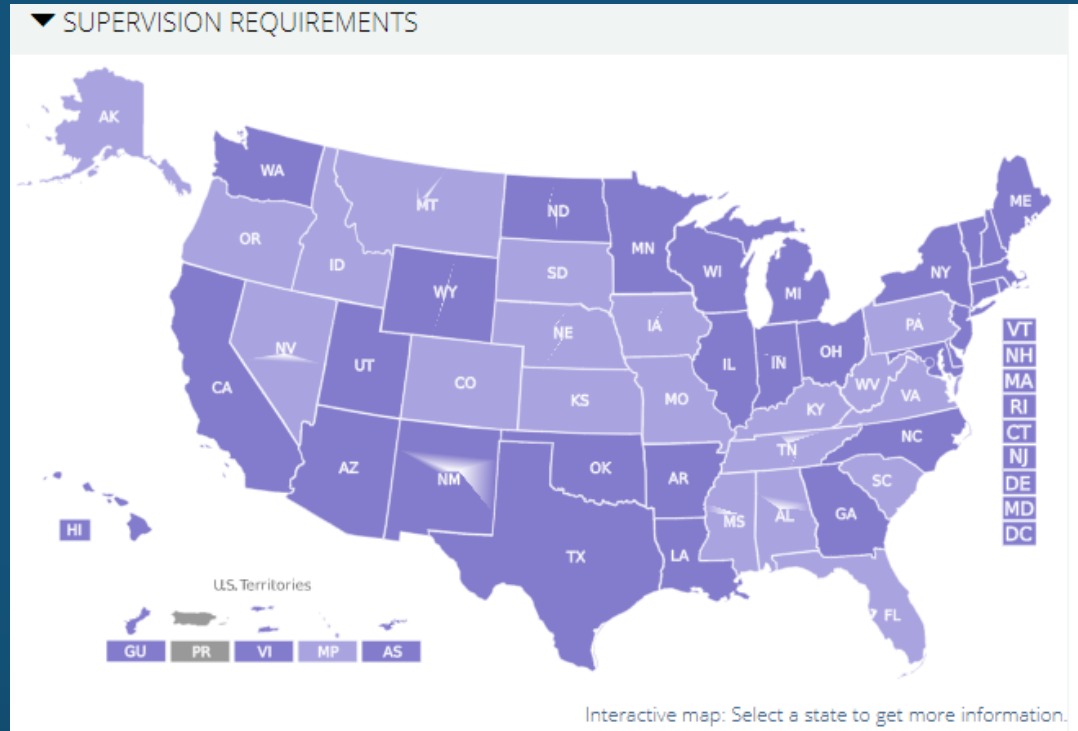 SUPERVISION REQUIREMENTS
AK
WA
MT
ND
MN
ME
OR
ID
SD
WI
NY
WY
MI
NE
IA
PA
NV
UT
CO
IL
IN
OH
VT
NH
CA
KS
MO
WV
VA
MA
KY
RI
AZ
NM
OK
AR
TN
NC
CT
SC
NJ
MS
AL
GA
DE
HI
TX
LA
MD
DC
FL
U.S. Territories
GU PR VI MP AS
Interactive map: Select a state to get more information.